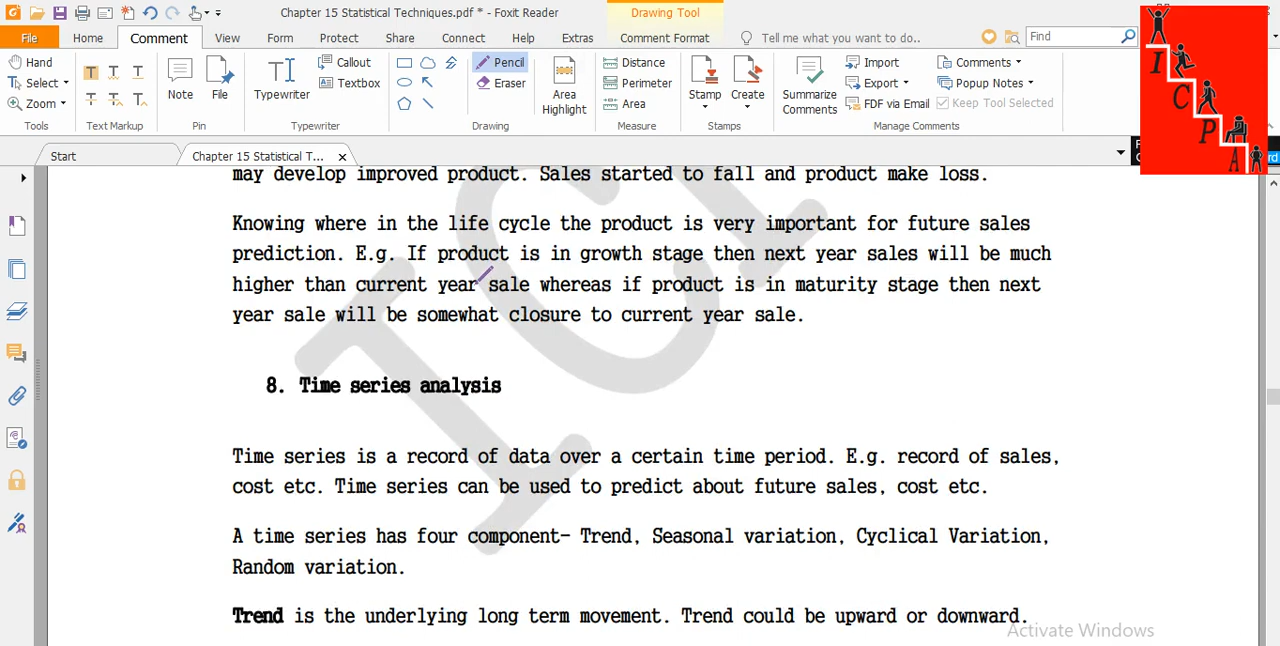 Chapter 15 Statistical Techniques.pdf * - Foxit Reader
Drawing Tool
File Home Comment View Form Protect Share Connect Help Extras Comment Format Tell me what you want to do.. Find
Hand
Select
Zoom
Tools
Text Markup
Note
File
Pin
Typewriter
Callout
Textbox
Typewriter
Pencil
Eraser
Drawing
Area Highlight
Distance
Perimeter
Area
Measure
Stamp
Create
Stamps
Summarize Comments
Import
Export
FDF via Email
Comments
Popup Notes
Keep Tool Selected
Manage Comments
I
C
P
A
Start
Chapter 15 Statistical T...
may develop improved product. Sales started to fall and product make loss.
Knowing where in the life cycle the product is very important for future sales
prediction. E.g. If product is in growth stage then next year sales will be much
higher than current year sale whereas if product is in maturity stage then next
year sale will be somewhat closure to current year sale.
8. Time series analysis
Time series is a record of data over a certain time period. E.g. record of sales,
cost etc. Time series can be used to predict about future sales, cost etc.
A time series has four component- Trend, Seasonal variation, Cyclical Variation,
Random variation.
Trend is the underlying long term movement. Trend could be upward or downward.
Activate Windows